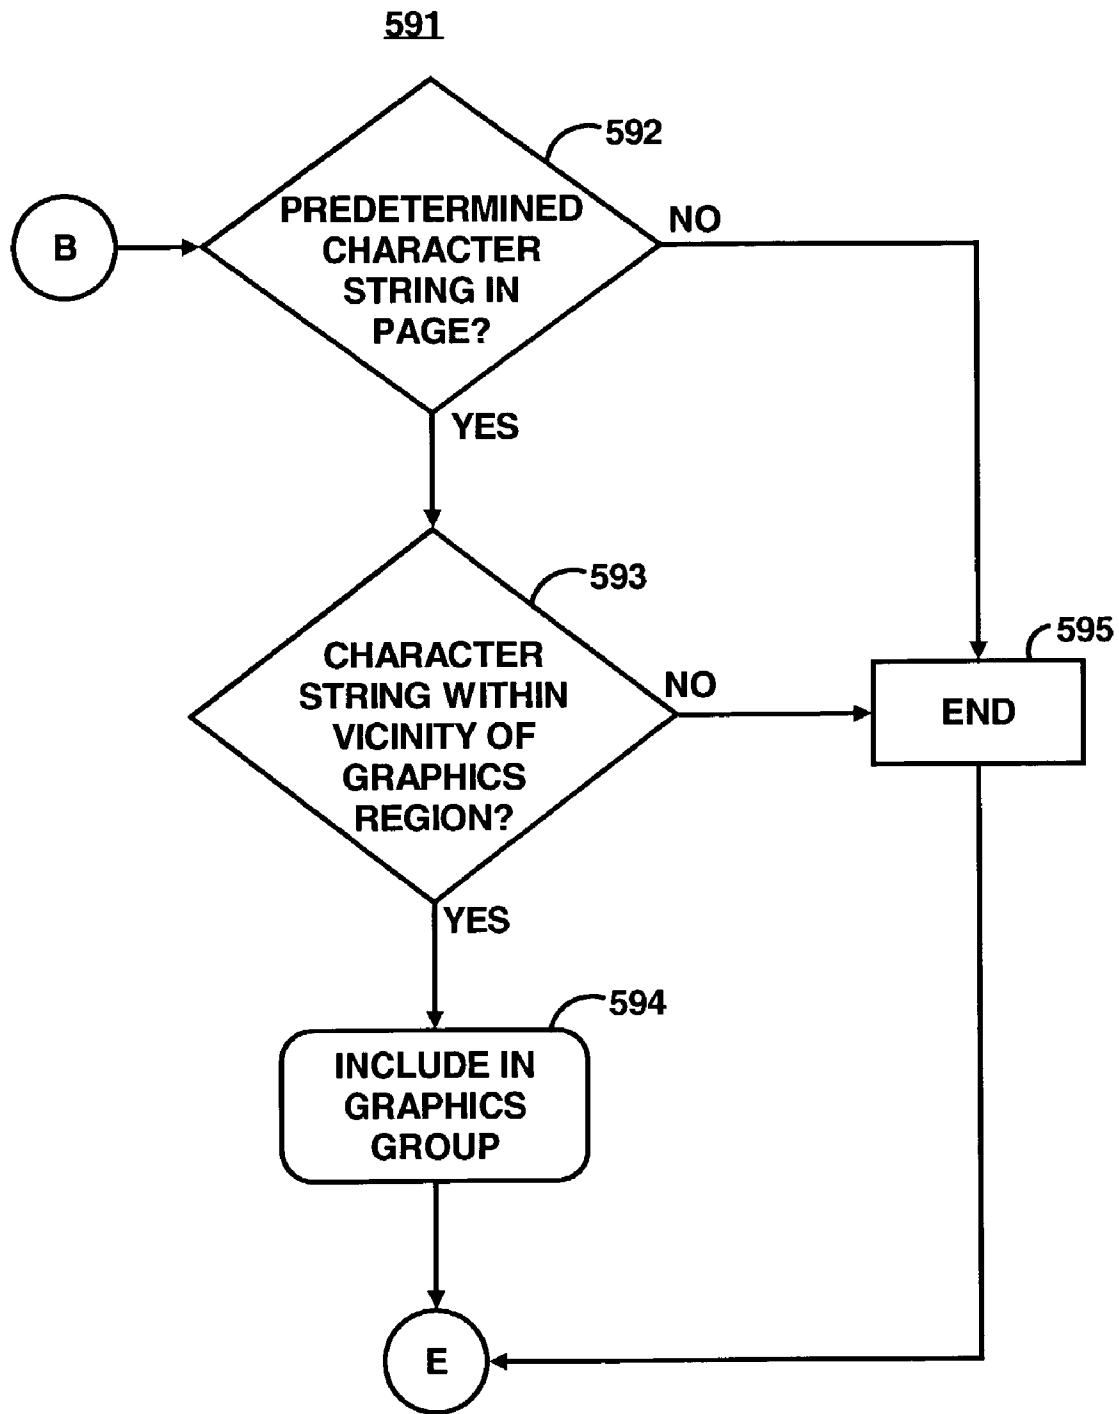 591
592
PREDETERMINED
CHARACTER
STRING IN
PAGE?
B
NO
YES
593
CHARACTER
STRING WITHIN
VICINITY OF
GRAPHICS
REGION?
NO
595
END
YES
594
INCLUDE IN
GRAPHICS
GROUP
E